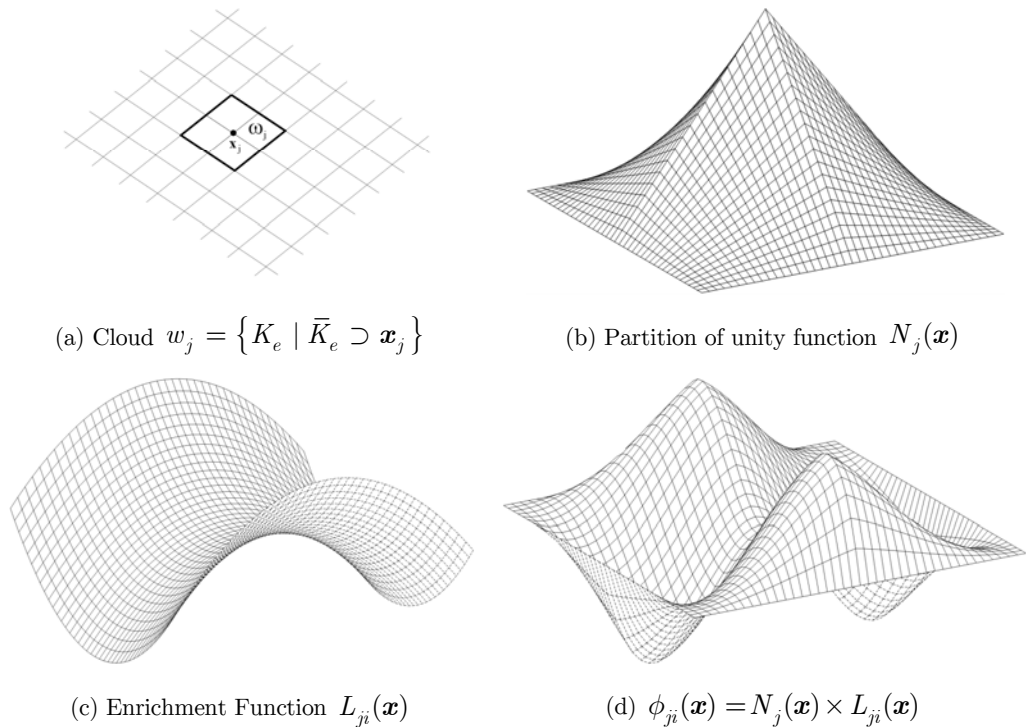 ω_j
x_j
(a) Cloud w_j = { K_e | K̄_e ⊃ x_j }
(b) Partition of unity function N_j(x)
(c) Enrichment Function L_ji(x)
(d) ϕ_ji(x) = N_j(x) × L_ji(x)